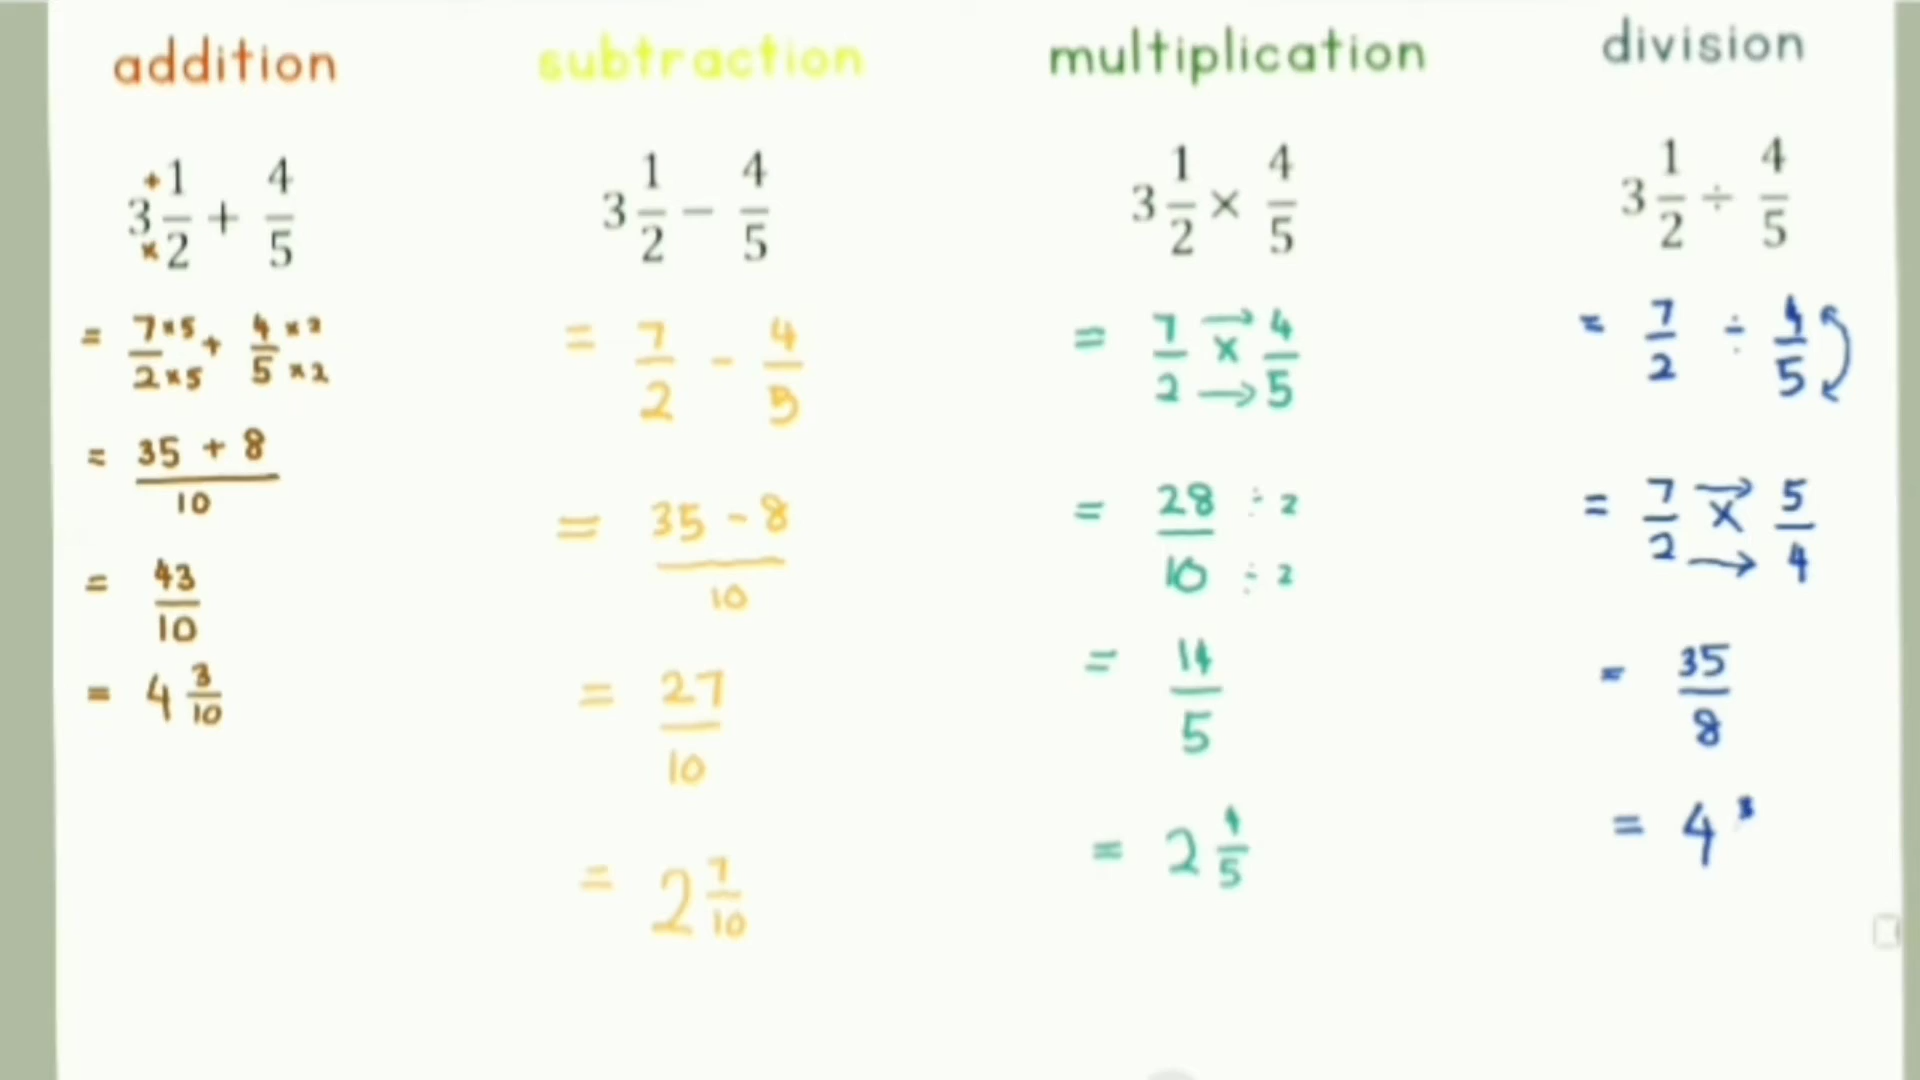 addition
3 + 1/2 + 4/5
×
= 7×5/2×5 + 4×2/5×2
= 35 + 8/10
= 43/10
= 4 3/10
subtraction
3 1/2 − 4/5
= 7/2 - 4/5
= 35 - 8/10
= 27/10
= 2 7/10
multiplication
3 1/2 × 4/5
= 7/2 × 4/5
= 28 ÷ 2/10 ÷ 2
= 14/5
= 2 4/5
division
3 1/2 ÷ 4/5
= 7/2 ÷ 4/5
= 7/2 × 5/4
= 35/8
= 4 3